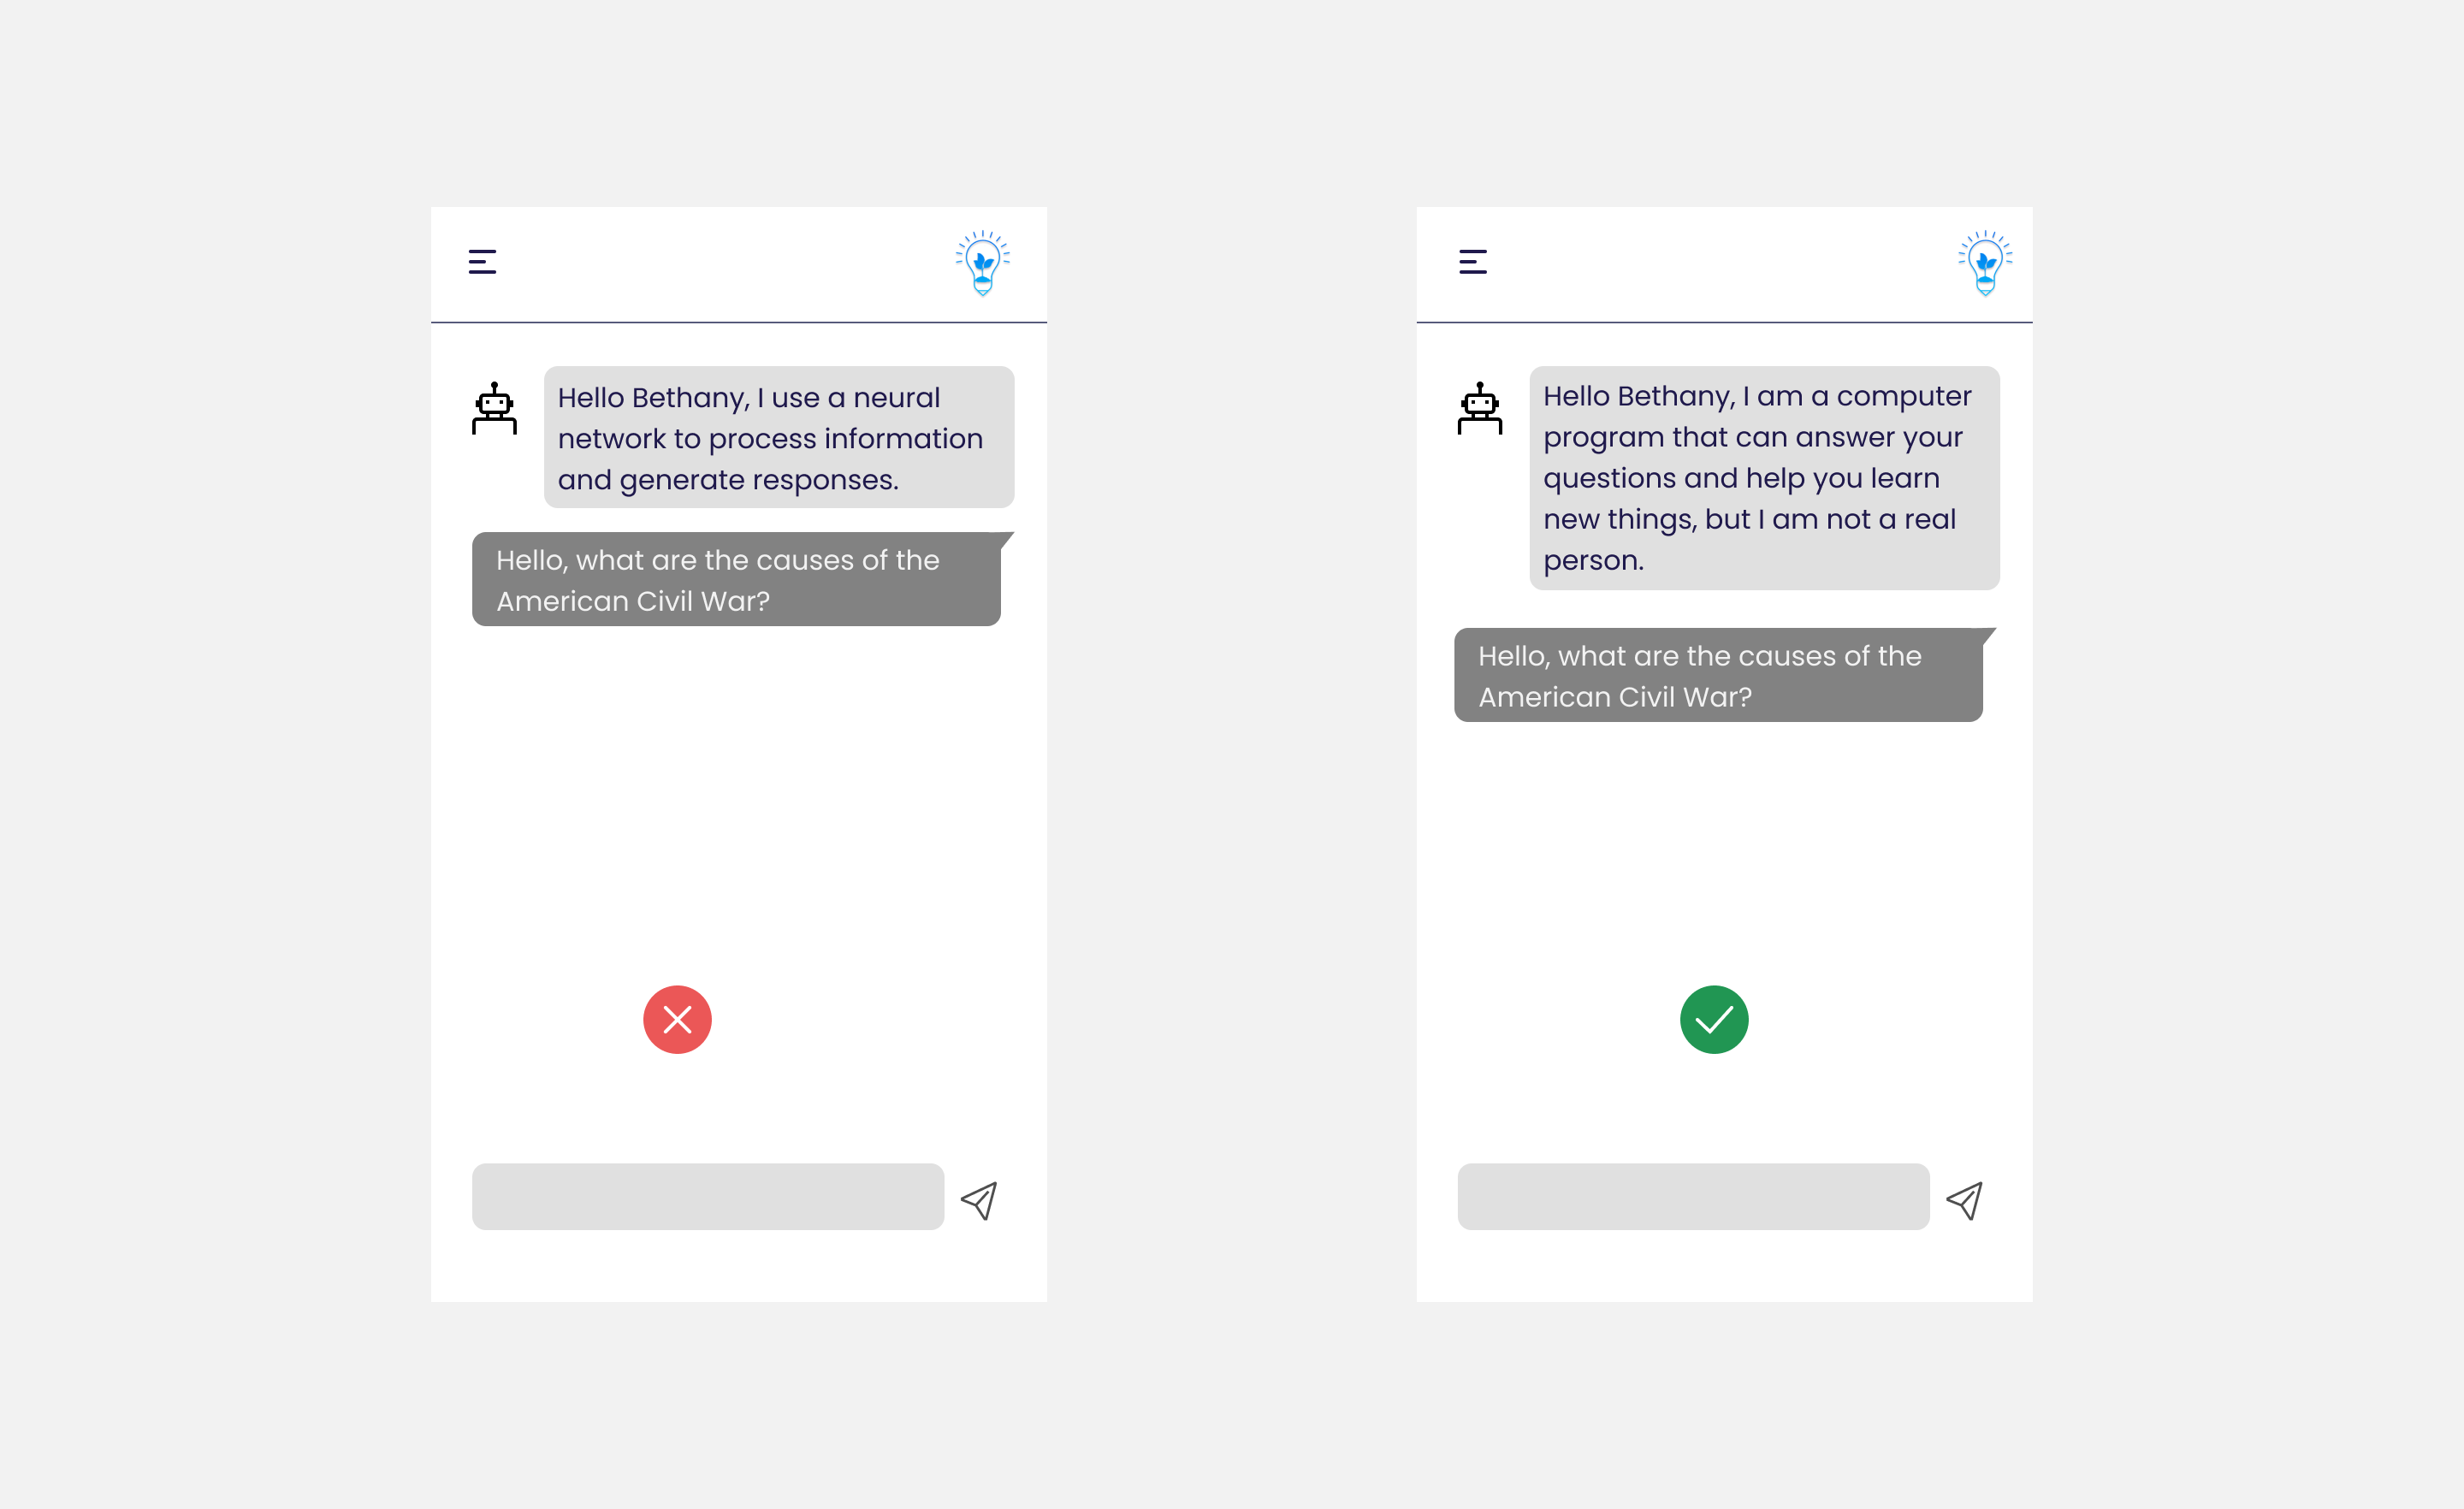 Hello Bethany, I use a neural
network to process information
and generate responses.
Hello, what are the causes of the
American Civil War?
Hello Bethany, I am a computer
program that can answer your
questions and help you learn
new things, but I am not a real
person.
Hello, what are the causes of the
American Civil War?